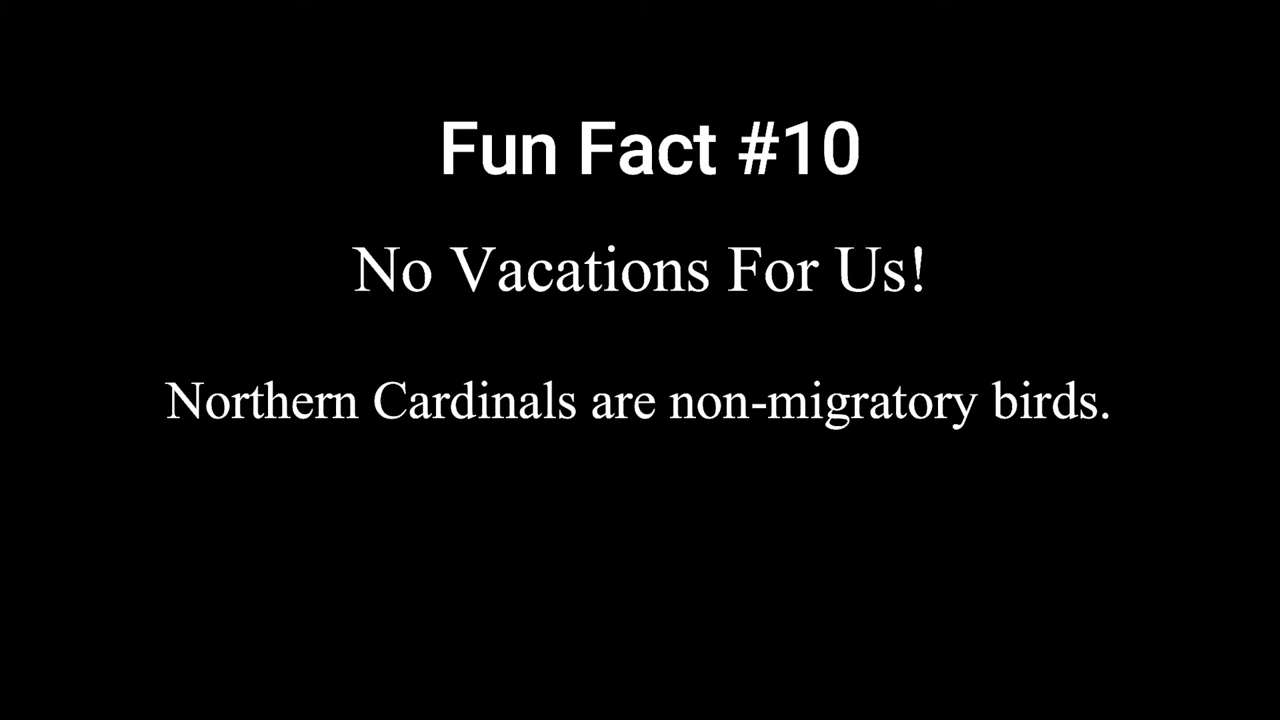 Fun Fact #10
No Vacations For Us!
Northern Cardinals are non-migratory birds.